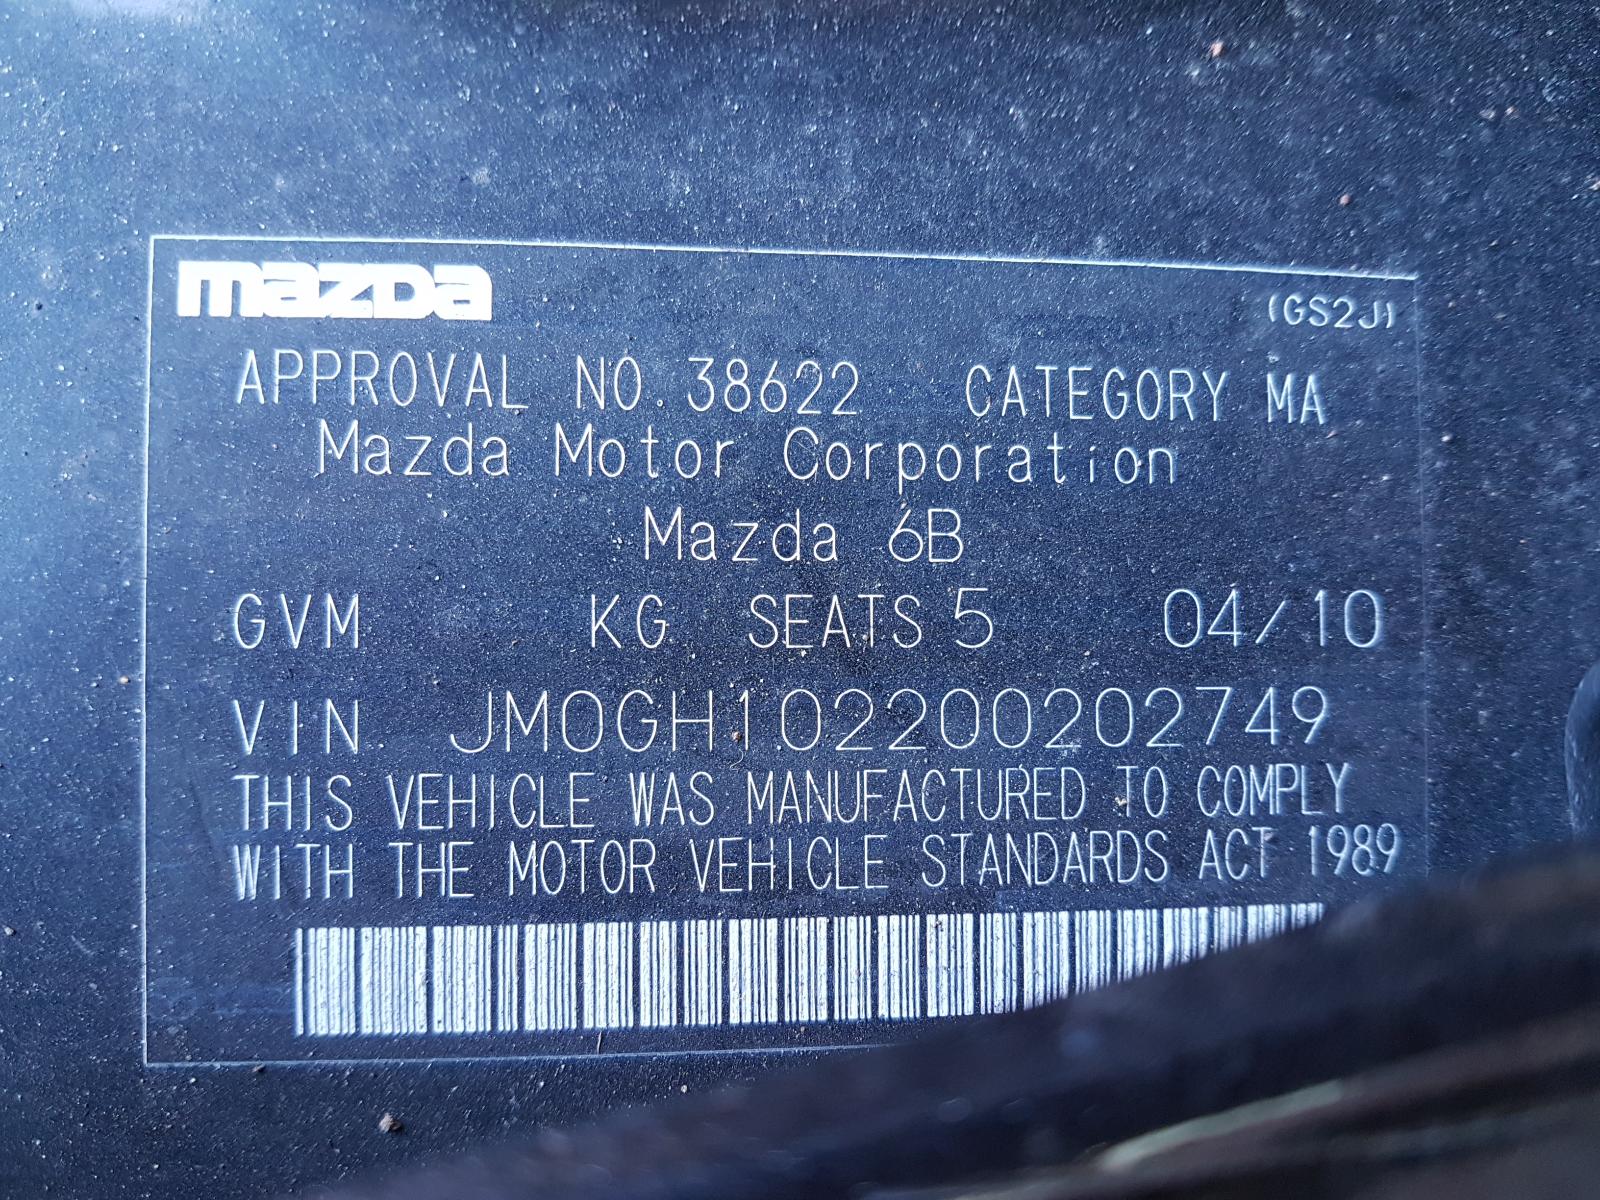 mazda
(GS2J)
APPROVAL NO. 38622 CATEGORY MA
Mazda Motor Corporation
Mazda 6B
GVM KG SEATS 5 04/10
VIN JM0GH102200202749
THIS VEHICLE WAS MANUFACTURED TO COMPLY
WITH THE MOTOR VEHICLE STANDARDS ACT 1989